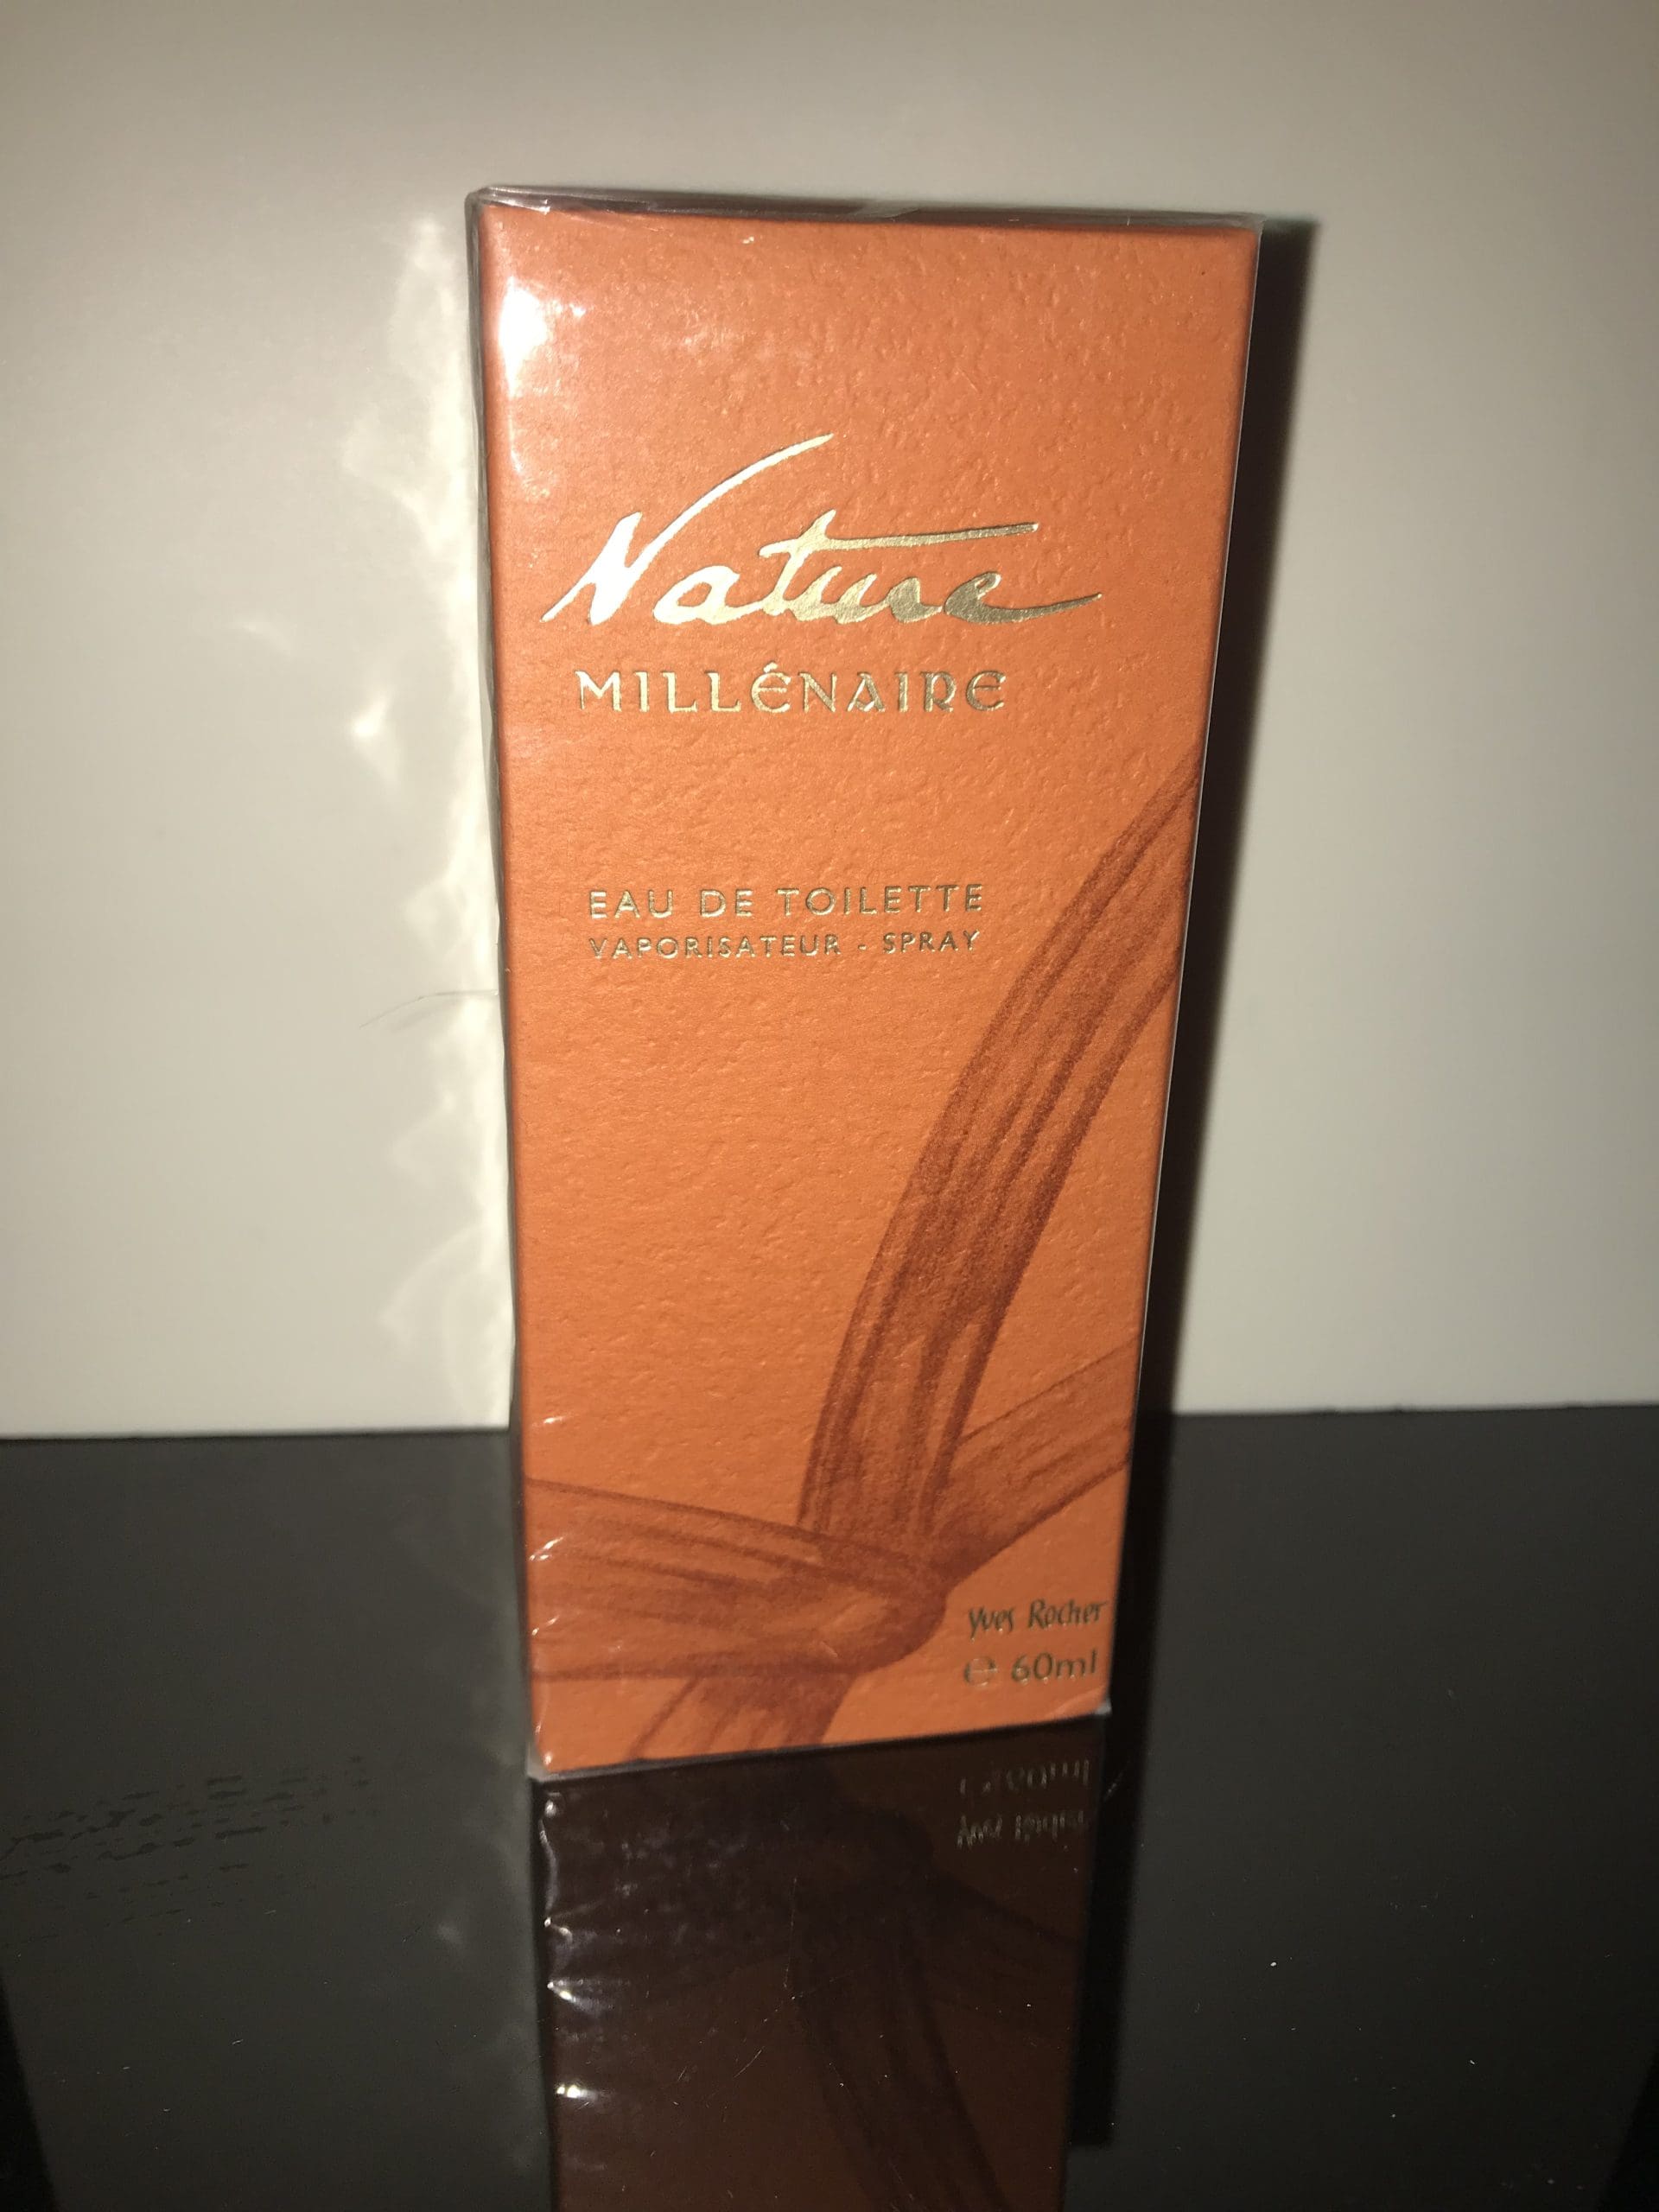 Nature
MILLÉNAIRE
EAU DE TOILETTE
VAPORISATEUR - SPRAY
Yves Rocher
℮ 60ml